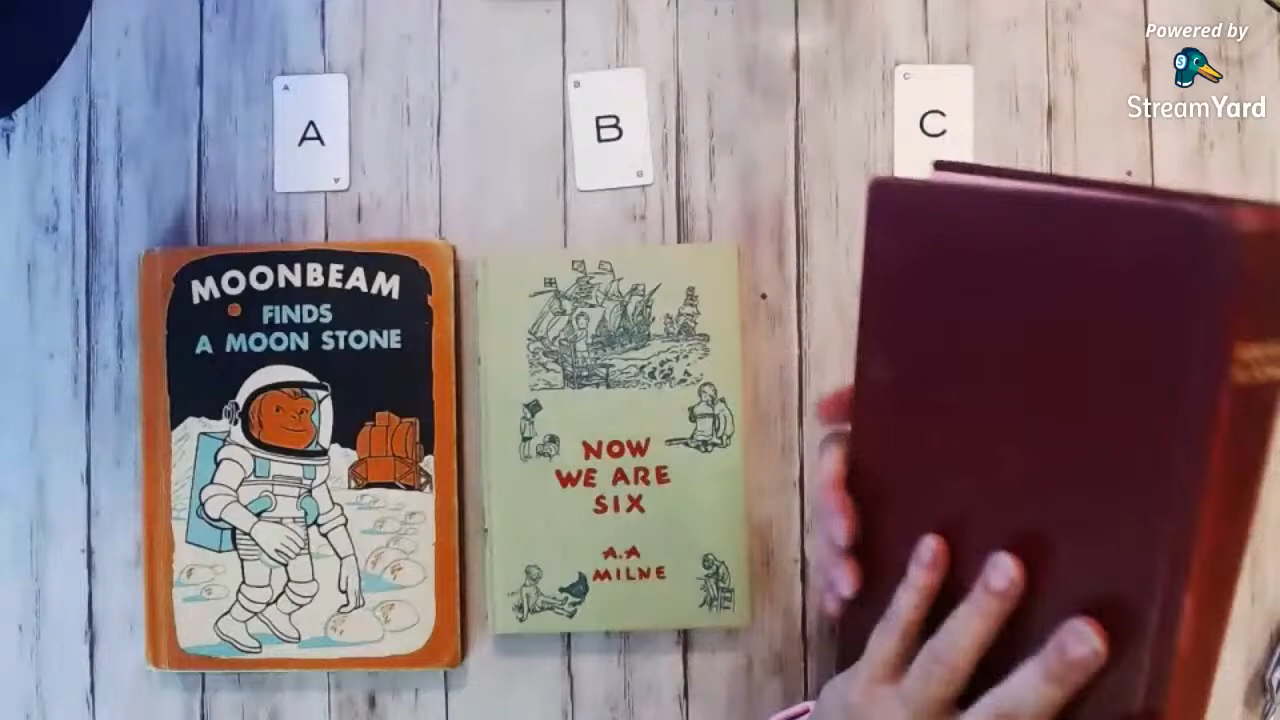 Powered by
StreamYard
A
A
A
B
B
B
C
C
MOONBEAM
FINDS
A MOON STONE
NOW
WE ARE
SIX
A.A
MILNE